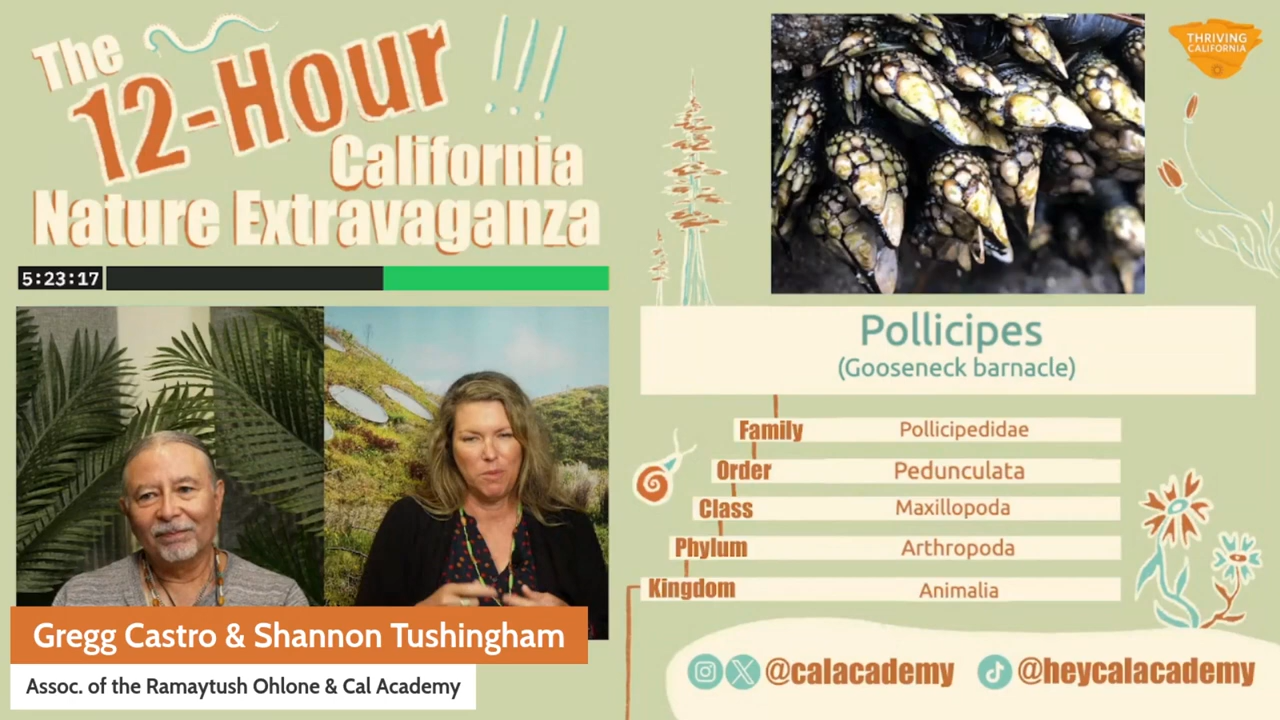 The
12-Hour !!!
California
Nature Extravaganza
5:23:17
Gregg Castro & Shannon Tushingham
Assoc. of the Ramaytush Ohlone & Cal Academy
THRIVING
CALIFORNIA
Pollicipes
(Gooseneck barnacle)
Family Pollicipedidae
Order Pedunculata
Class Maxillopoda
Phylum Arthropoda
Kingdom Animalia
@calacademy @heycalacademy